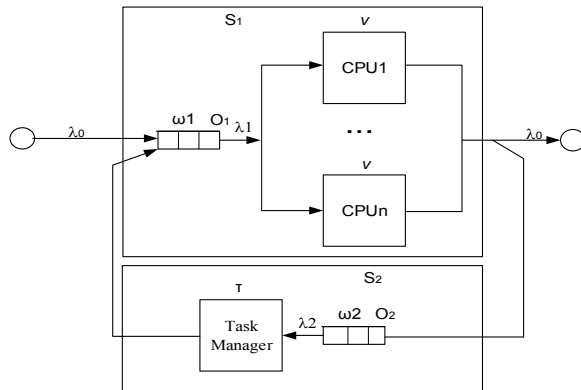 S1
ν
CPU1
λ0
ω1 O1
λ1
...
λ0
ν
CPUn
S2
τ
Task
Manager
λ2
ω2 O2